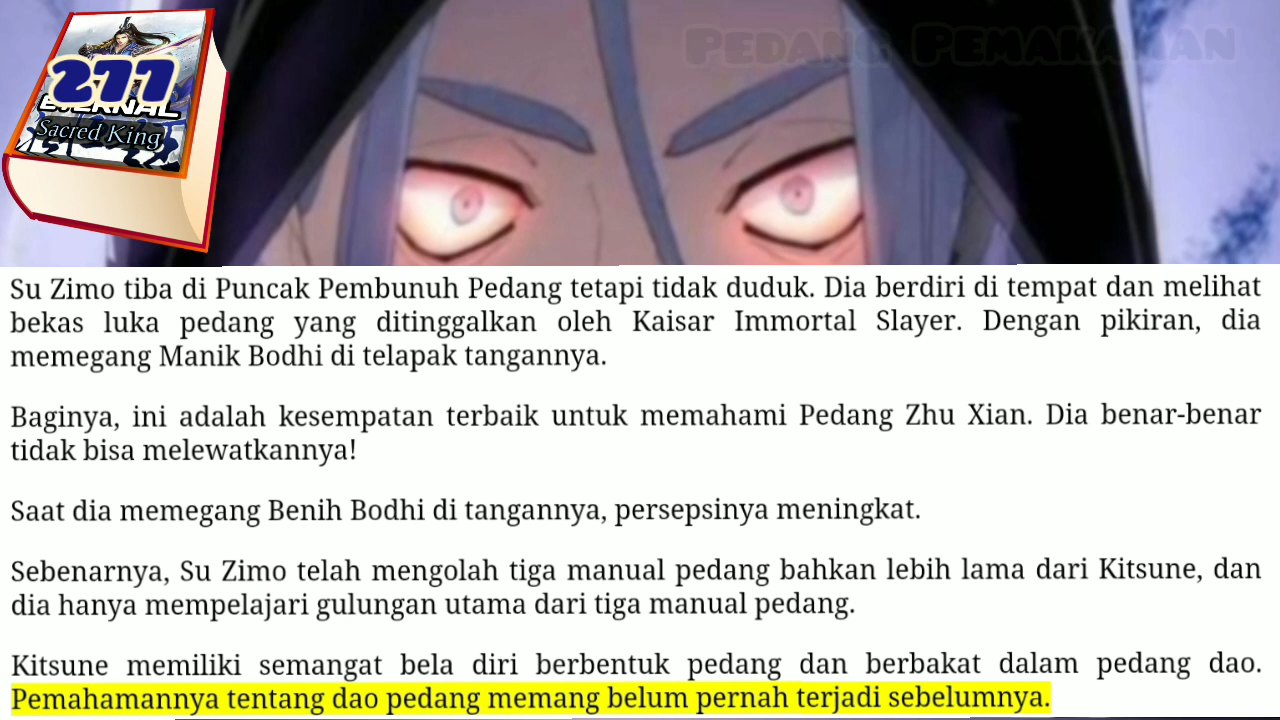 PEDANG PEMAKAMAN
277
ETERNAL
Sacred King
Su Zimo tiba di Puncak Pembunuh Pedang tetapi tidak duduk. Dia berdiri di tempat dan melihat
bekas luka pedang yang ditinggalkan oleh Kaisar Immortal Slayer. Dengan pikiran, dia
memegang Manik Bodhi di telapak tangannya.
Baginya, ini adalah kesempatan terbaik untuk memahami Pedang Zhu Xian. Dia benar-benar
tidak bisa melewatkannya!
Saat dia memegang Benih Bodhi di tangannya, persepsinya meningkat.
Sebenarnya, Su Zimo telah mengolah tiga manual pedang bahkan lebih lama dari Kitsune, dan
dia hanya mempelajari gulungan utama dari tiga manual pedang.
Kitsune memiliki semangat bela diri berbentuk pedang dan berbakat dalam pedang dao.
Pemahamannya tentang dao pedang memang belum pernah terjadi sebelumnya.